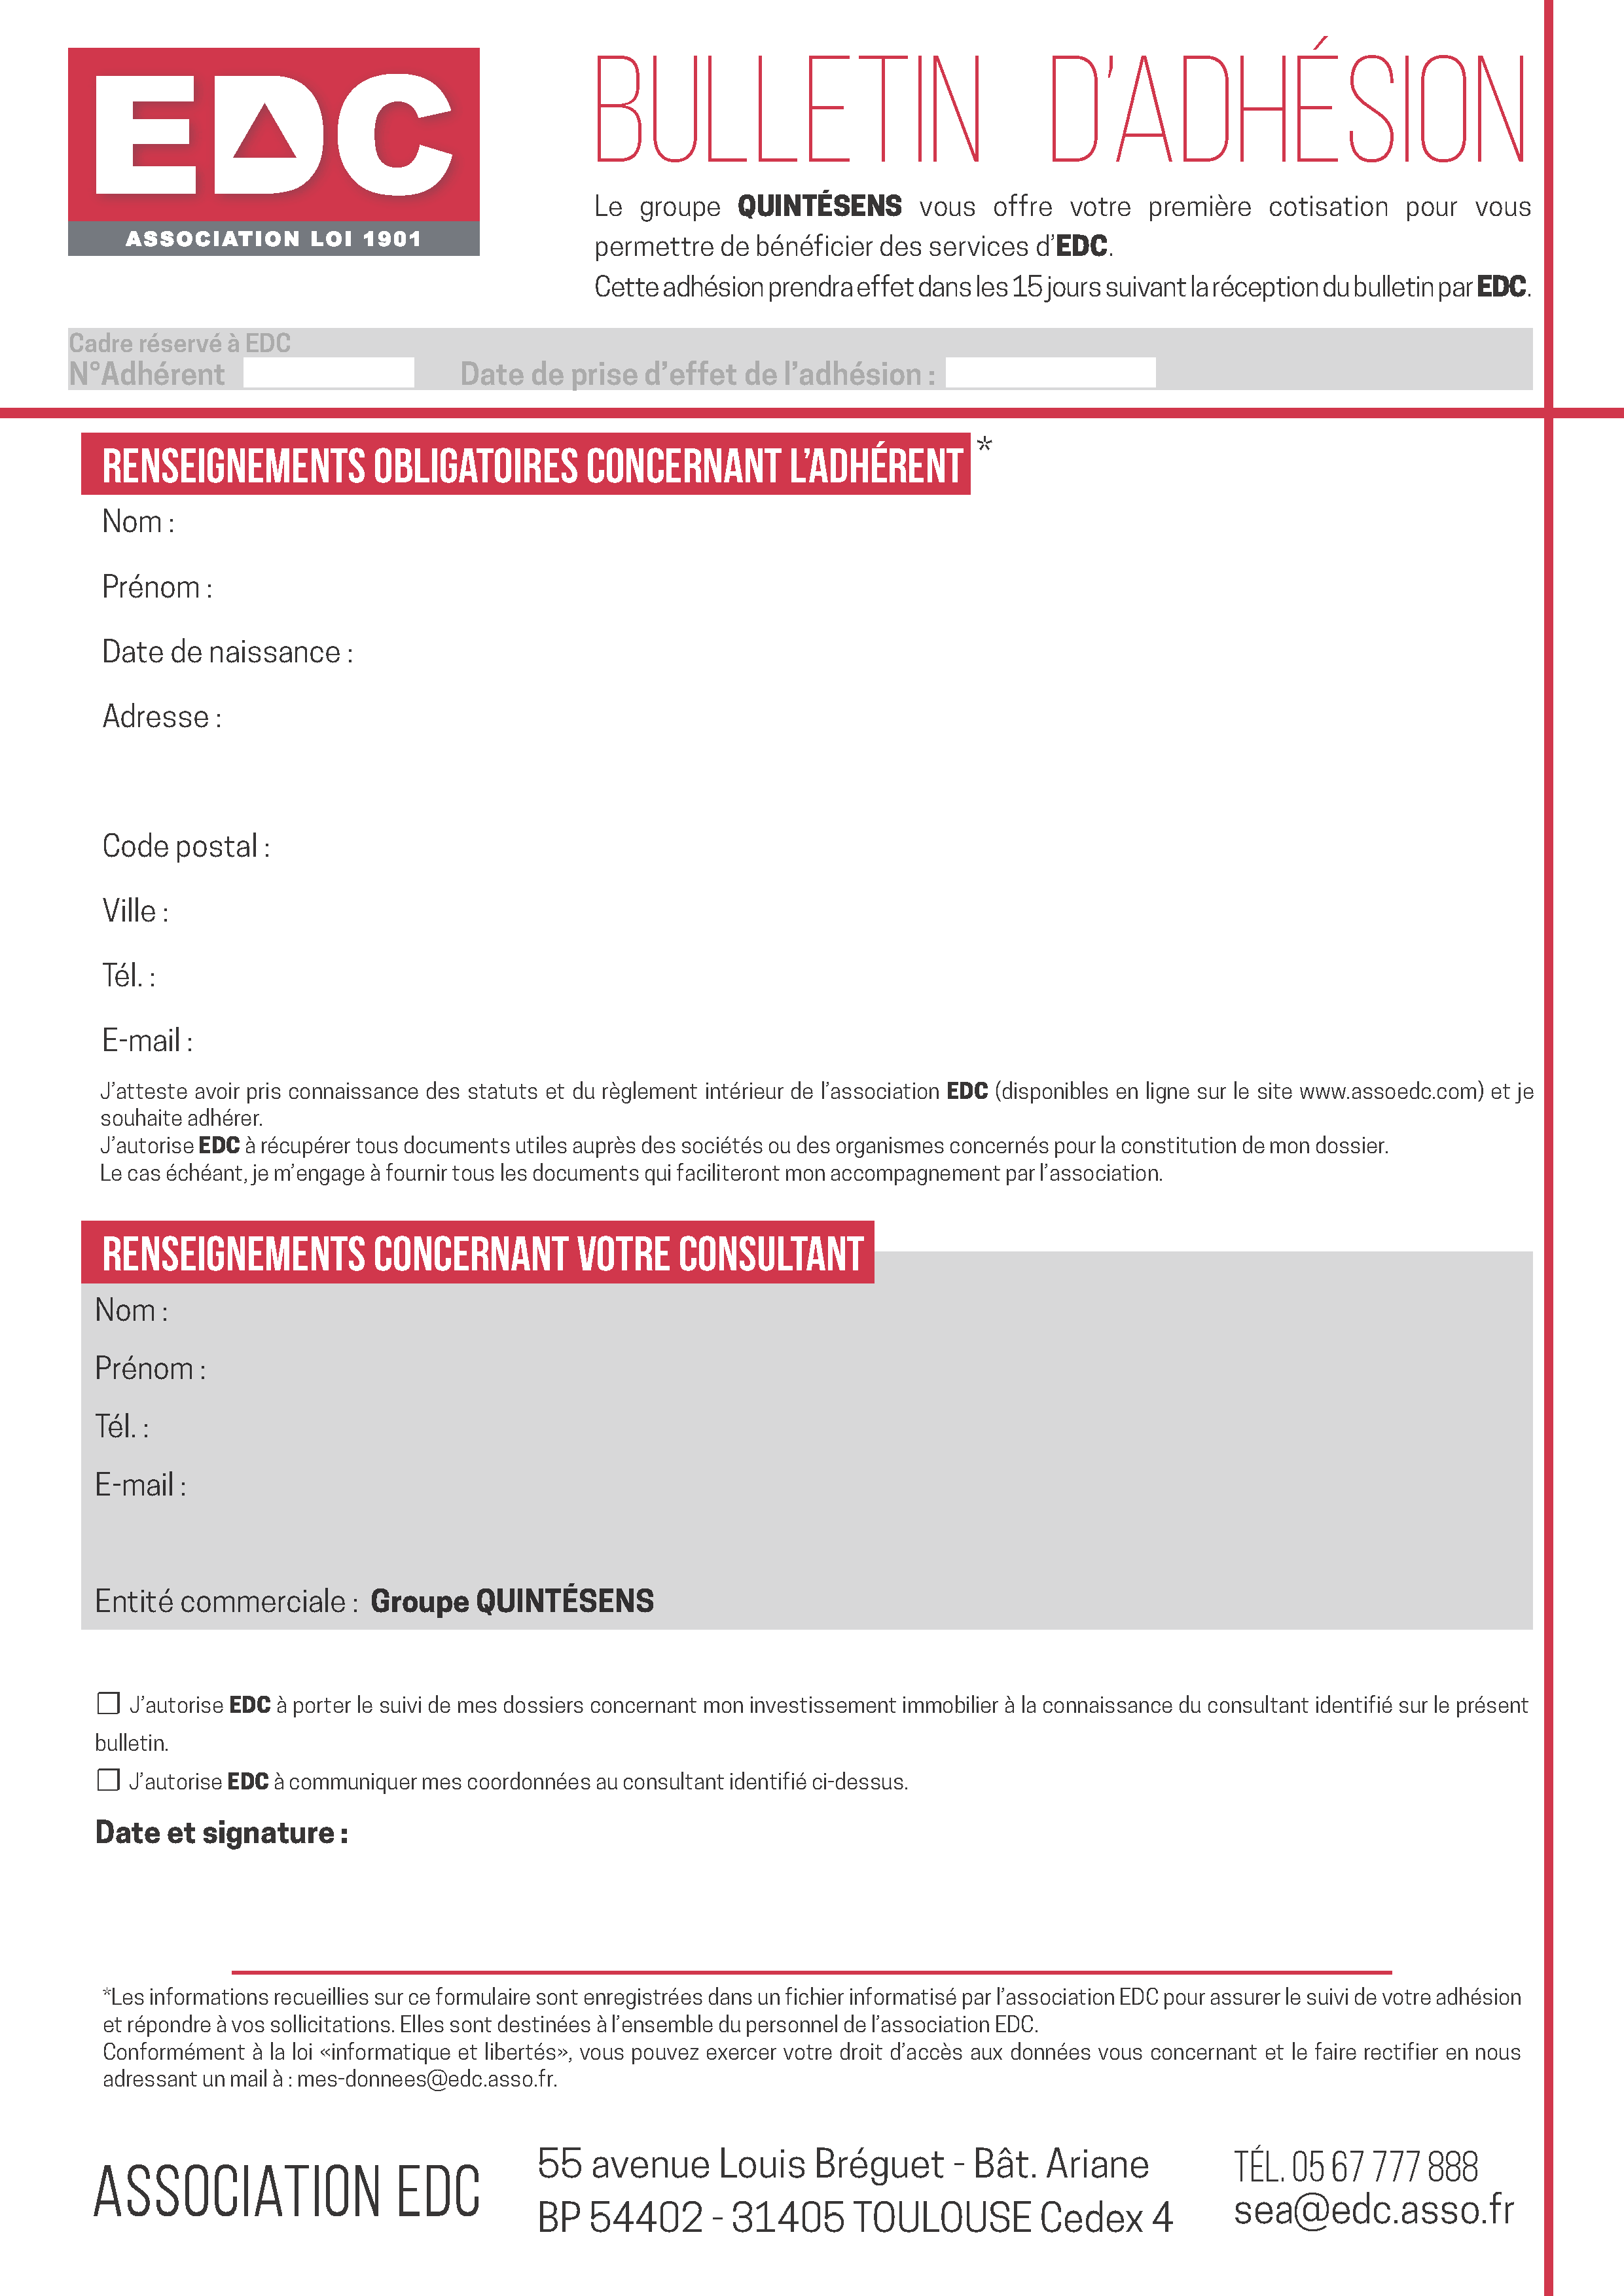 EDC
ASSOCIATION LOI 1901
BULLETIN D’ADHÉSION
Le groupe QUINTÉSENS vous offre votre première cotisation pour vous
permettre de bénéficier des services d’EDC.
Cette adhésion prendra effet dans les 15 jours suivant la réception du bulletin par EDC.
Cadre réservé à EDC
N°Adhérent Date de prise d’effet de l’adhésion :
RENSEIGNEMENTS OBLIGATOIRES CONCERNANT L’ADHÉRENT *
Nom :
Prénom :
Date de naissance :
Adresse :
Code postal :
Ville :
Tél. :
E-mail :
J’atteste avoir pris connaissance des statuts et du règlement intérieur de l’association EDC (disponibles en ligne sur le site www.assoedc.com) et je
souhaite adhérer.
J’autorise EDC à récupérer tous documents utiles auprès des sociétés ou des organismes concernés pour la constitution de mon dossier.
Le cas échéant, je m’engage à fournir tous les documents qui faciliteront mon accompagnement par l’association.
RENSEIGNEMENTS CONCERNANT VOTRE CONSULTANT
Nom :
Prénom :
Tél. :
E-mail :
Entité commerciale : Groupe QUINTÉSENS
❒ J’autorise EDC à porter le suivi de mes dossiers concernant mon investissement immobilier à la connaissance du consultant identifié sur le présent
bulletin.
❒ J’autorise EDC à communiquer mes coordonnées au consultant identifié ci-dessus.
Date et signature :
*Les informations recueillies sur ce formulaire sont enregistrées dans un fichier informatisé par l’association EDC pour assurer le suivi de votre adhésion
et répondre à vos sollicitations. Elles sont destinées à l’ensemble du personnel de l’association EDC.
Conformément à la loi «informatique et libertés», vous pouvez exercer votre droit d’accès aux données vous concernant et le faire rectifier en nous
adressant un mail à : mes-donnees@edc.asso.fr.
ASSOCIATION EDC
55 avenue Louis Bréguet - Bât. Ariane
BP 54402 - 31405 TOULOUSE Cedex 4
TÉL. 05 67 777 888
sea@edc.asso.fr